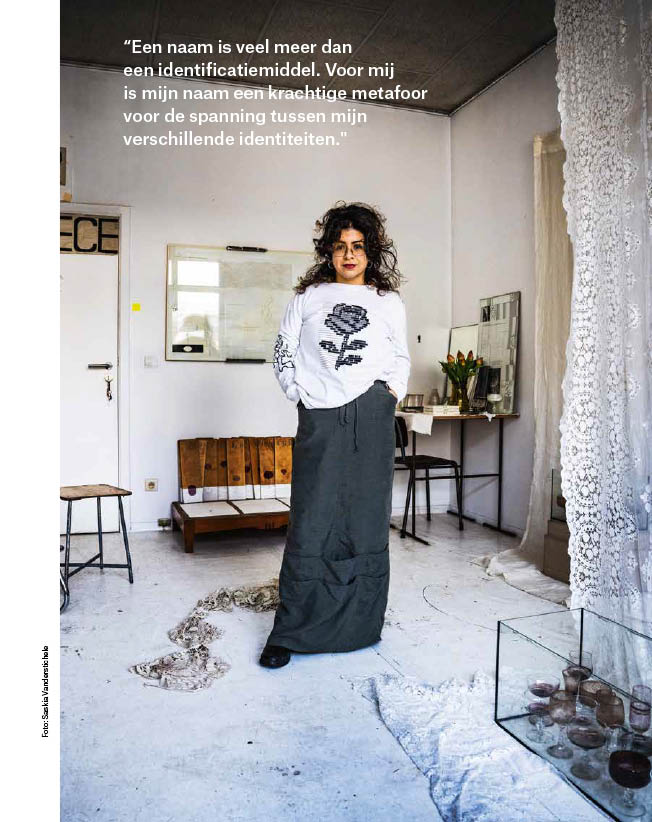 “Een naam is veel meer dan
een identificatiemiddel. Voor mij
is mijn naam een krachtige metafoor
voor de spanning tussen mijn
verschillende identiteiten."
ECE
Foto: Saskia Vanderstichele